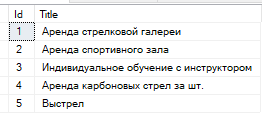 Id Title
1 Аренда стрелковой галереи
2 Аренда спортивного зала
3 Индивидуальное обучение с инструктором
4 Аренда карбоновых стрел за шт.
5 Выстрел